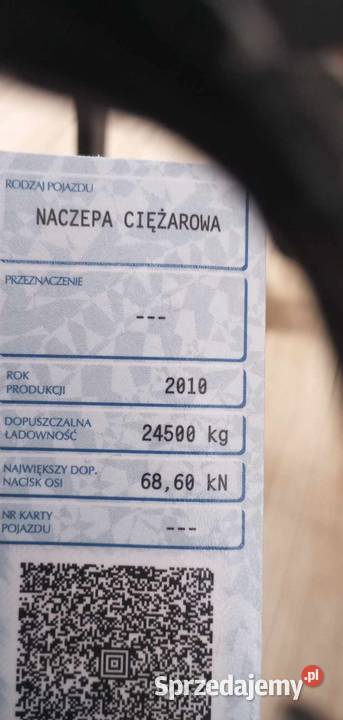 RODZAJ POJAZDU
NACZEPA CIĘŻAROWA
PRZEZNACZENIE
---
ROK
PRODUKCJI
2010
DOPUSZCZALNA
ŁADOWNOŚĆ
24500 kg
NAJWIĘKSZY DOP.
NACISK OSI
68,60 kN
NR KARTY
POJAZDU
---
Sprzedajemy.pl